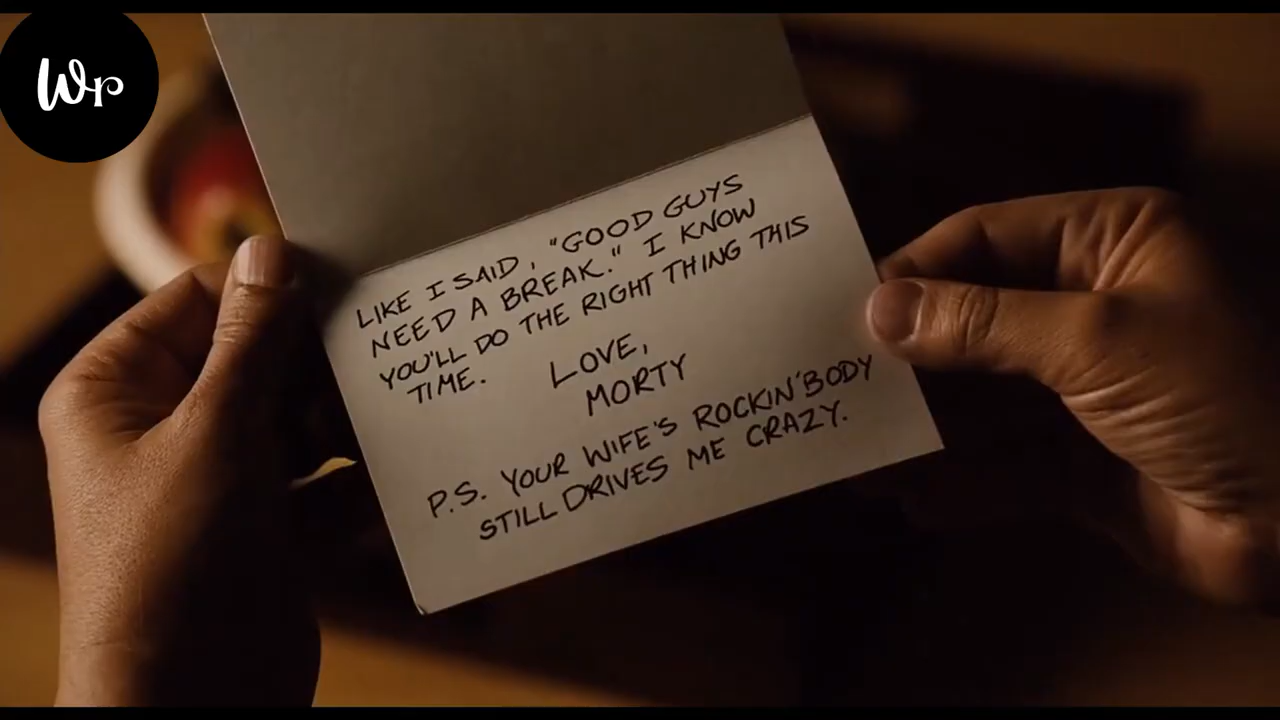 Wr
LIKE I SAID, "GOOD GUYS
NEED A BREAK." I KNOW
YOU'LL DO THE RIGHT THING THIS
TIME.
LOVE,
MORTY
P.S. YOUR WIFE'S ROCKIN' BODY
STILL DRIVES ME CRAZY.